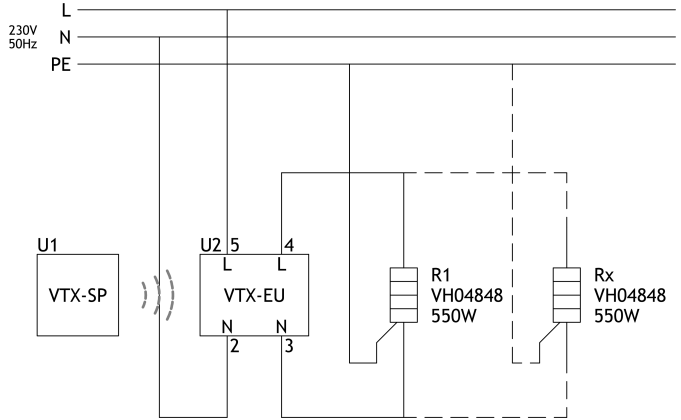 L
230V
50Hz
N
PE
U1
VTX-SP
U2
5
4
L
L
VTX-EU
N
N
2
3
R1
VH04848
550W
Rx
VH04848
550W